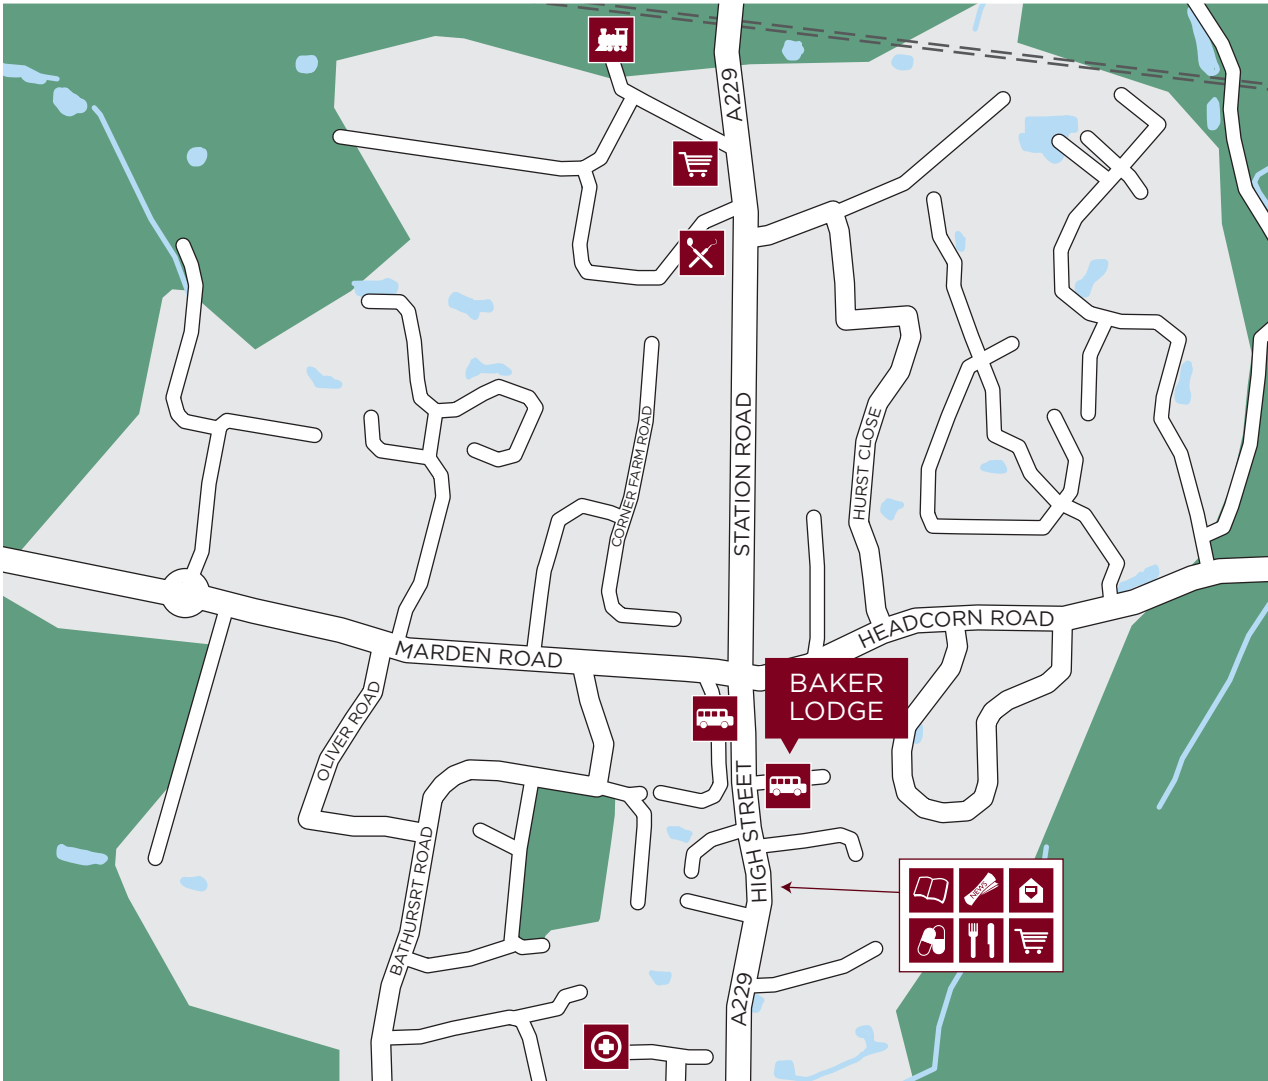 A229
STATION ROAD
CORNER FARM ROAD
HURST CLOSE
HEADCORN ROAD
MARDEN ROAD
BAKER
LODGE
OLIVER ROAD
HIGH STREET
BATHURSRT ROAD
NEWS
A229